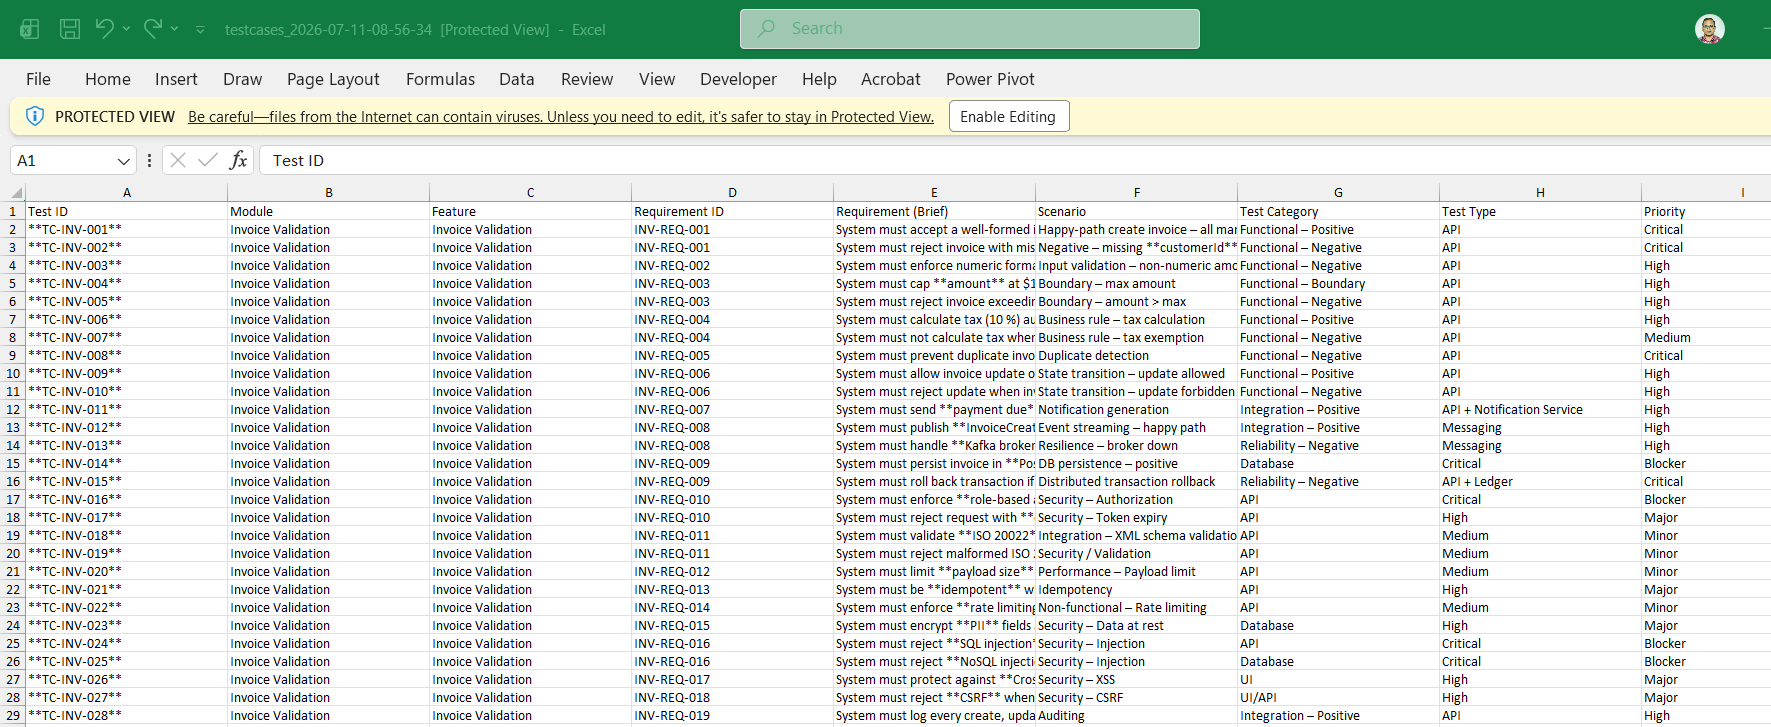 testcases_2026-07-11-08-56-34 [Protected View] - Excel
Search
File Home Insert Draw Page Layout Formulas Data Review View Developer Help Acrobat Power Pivot
PROTECTED VIEW Be careful—files from the Internet can contain viruses. Unless you need to edit, it's safer to stay in Protected View. Enable Editing
A1 fx Test ID
A B C D E F G H I
1 Test ID Module Feature Requirement ID Requirement (Brief) Scenario Test Category Test Type Priority
2 **TC-INV-001** Invoice Validation Invoice Validation INV-REQ-001 System must accept a well-formed Happy-path create invoice – all Functional – Positive API Critical
3 **TC-INV-002** Invoice Validation Invoice Validation INV-REQ-001 System must reject invoice with Negative – missing **customerId** Functional – Negative API Critical
4 **TC-INV-003** Invoice Validation Invoice Validation INV-REQ-002 System must enforce numeric Input validation – non-numeric Functional – Negative API High
5 **TC-INV-004** Invoice Validation Invoice Validation INV-REQ-003 System must cap **amount** at Boundary – max amount Functional – Boundary API High
6 **TC-INV-005** Invoice Validation Invoice Validation INV-REQ-003 System must reject invoice Boundary – amount > max Functional – Negative API High
7 **TC-INV-006** Invoice Validation Invoice Validation INV-REQ-004 System must calculate tax (10 %) Business rule – tax calculation Functional – Positive API High
8 **TC-INV-007** Invoice Validation Invoice Validation INV-REQ-004 System must not calculate tax Business rule – tax exemption Functional – Negative API Medium
9 **TC-INV-008** Invoice Validation Invoice Validation INV-REQ-005 System must prevent duplicate Duplicate detection Functional – Negative API Critical
10 **TC-INV-009** Invoice Validation Invoice Validation INV-REQ-006 System must allow invoice update State transition – update allowed Functional – Positive API High
11 **TC-INV-010** Invoice Validation Invoice Validation INV-REQ-006 System must reject update when State transition – update forbidden Functional – Negative API High
12 **TC-INV-011** Invoice Validation Invoice Validation INV-REQ-007 System must send **payment due** Notification generation Integration – Positive API + Notification Service High
13 **TC-INV-012** Invoice Validation Invoice Validation INV-REQ-008 System must publish Event streaming – happy path Integration – Positive Messaging High
14 **TC-INV-013** Invoice Validation Invoice Validation INV-REQ-008 System must handle **Kafka broker Resilience – broker down Reliability – Negative Messaging High
15 **TC-INV-014** Invoice Validation Invoice Validation INV-REQ-009 System must persist invoice in DB persistence – positive Database Critical Blocker
16 **TC-INV-015** Invoice Validation Invoice Validation INV-REQ-009 System must roll back transaction if Distributed transaction rollback Reliability – Negative API + Ledger Critical
17 **TC-INV-016** Invoice Validation Invoice Validation INV-REQ-010 System must enforce **role-based Security – Authorization API Critical Blocker
18 **TC-INV-017** Invoice Validation Invoice Validation INV-REQ-010 System must reject request with ** Security – Token expiry API High Major
19 **TC-INV-018** Invoice Validation Invoice Validation INV-REQ-011 System must validate **ISO 20022* Integration – XML schema API Medium Minor
20 **TC-INV-019** Invoice Validation Invoice Validation INV-REQ-011 System must reject malformed ISO Security / Validation API Medium Minor
21 **TC-INV-020** Invoice Validation Invoice Validation INV-REQ-012 System must limit **payload size** Performance – Payload limit API Medium Minor
22 **TC-INV-021** Invoice Validation Invoice Validation INV-REQ-013 System must be **idempotent** Idempotency API High Major
23 **TC-INV-022** Invoice Validation Invoice Validation INV-REQ-014 System must enforce **rate limiting Non-functional – Rate limiting API Medium Minor
24 **TC-INV-023** Invoice Validation Invoice Validation INV-REQ-015 System must encrypt **PII** fields Security – Data at rest Database High Major
25 **TC-INV-024** Invoice Validation Invoice Validation INV-REQ-016 System must reject **SQL injection* Security – Injection API Critical Blocker
26 **TC-INV-025** Invoice Validation Invoice Validation INV-REQ-016 System must reject **NoSQL Security – Injection Database Critical Blocker
27 **TC-INV-026** Invoice Validation Invoice Validation INV-REQ-017 System must protect against Security – XSS UI High Major
28 **TC-INV-027** Invoice Validation Invoice Validation INV-REQ-018 System must reject **CSRF** when Security – CSRF UI/API High Major
29 **TC-INV-028** Invoice Validation Invoice Validation INV-REQ-019 System must log every create, Auditing Integration – Positive API High